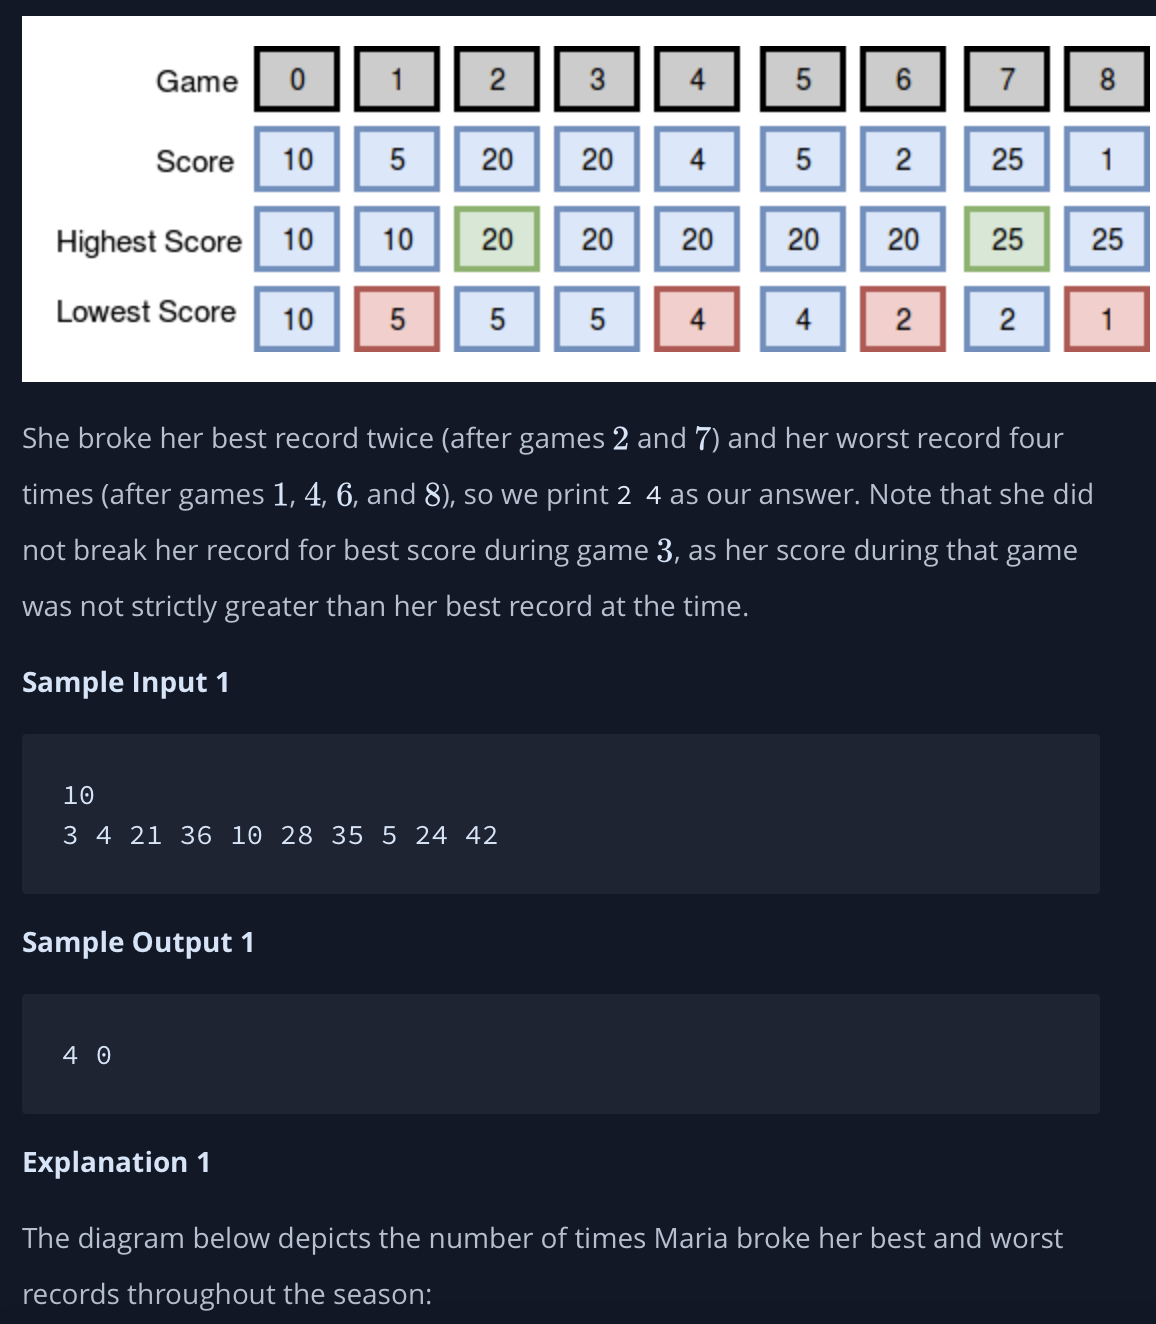 Game 0 1 2 3 4 5 6 7 8
Score 10 5 20 20 4 5 2 25 1
Highest Score 10 10 20 20 20 20 20 25 25
Lowest Score 10 5 5 5 4 4 2 2 1
She broke her best record twice (after games 2 and 7) and her worst record four
times (after games 1, 4, 6, and 8), so we print 2 4 as our answer. Note that she did
not break her record for best score during game 3, as her score during that game
was not strictly greater than her best record at the time.
Sample Input 1
10
3 4 21 36 10 28 35 5 24 42
Sample Output 1
4 0
Explanation 1
The diagram below depicts the number of times Maria broke her best and worst
records throughout the season: